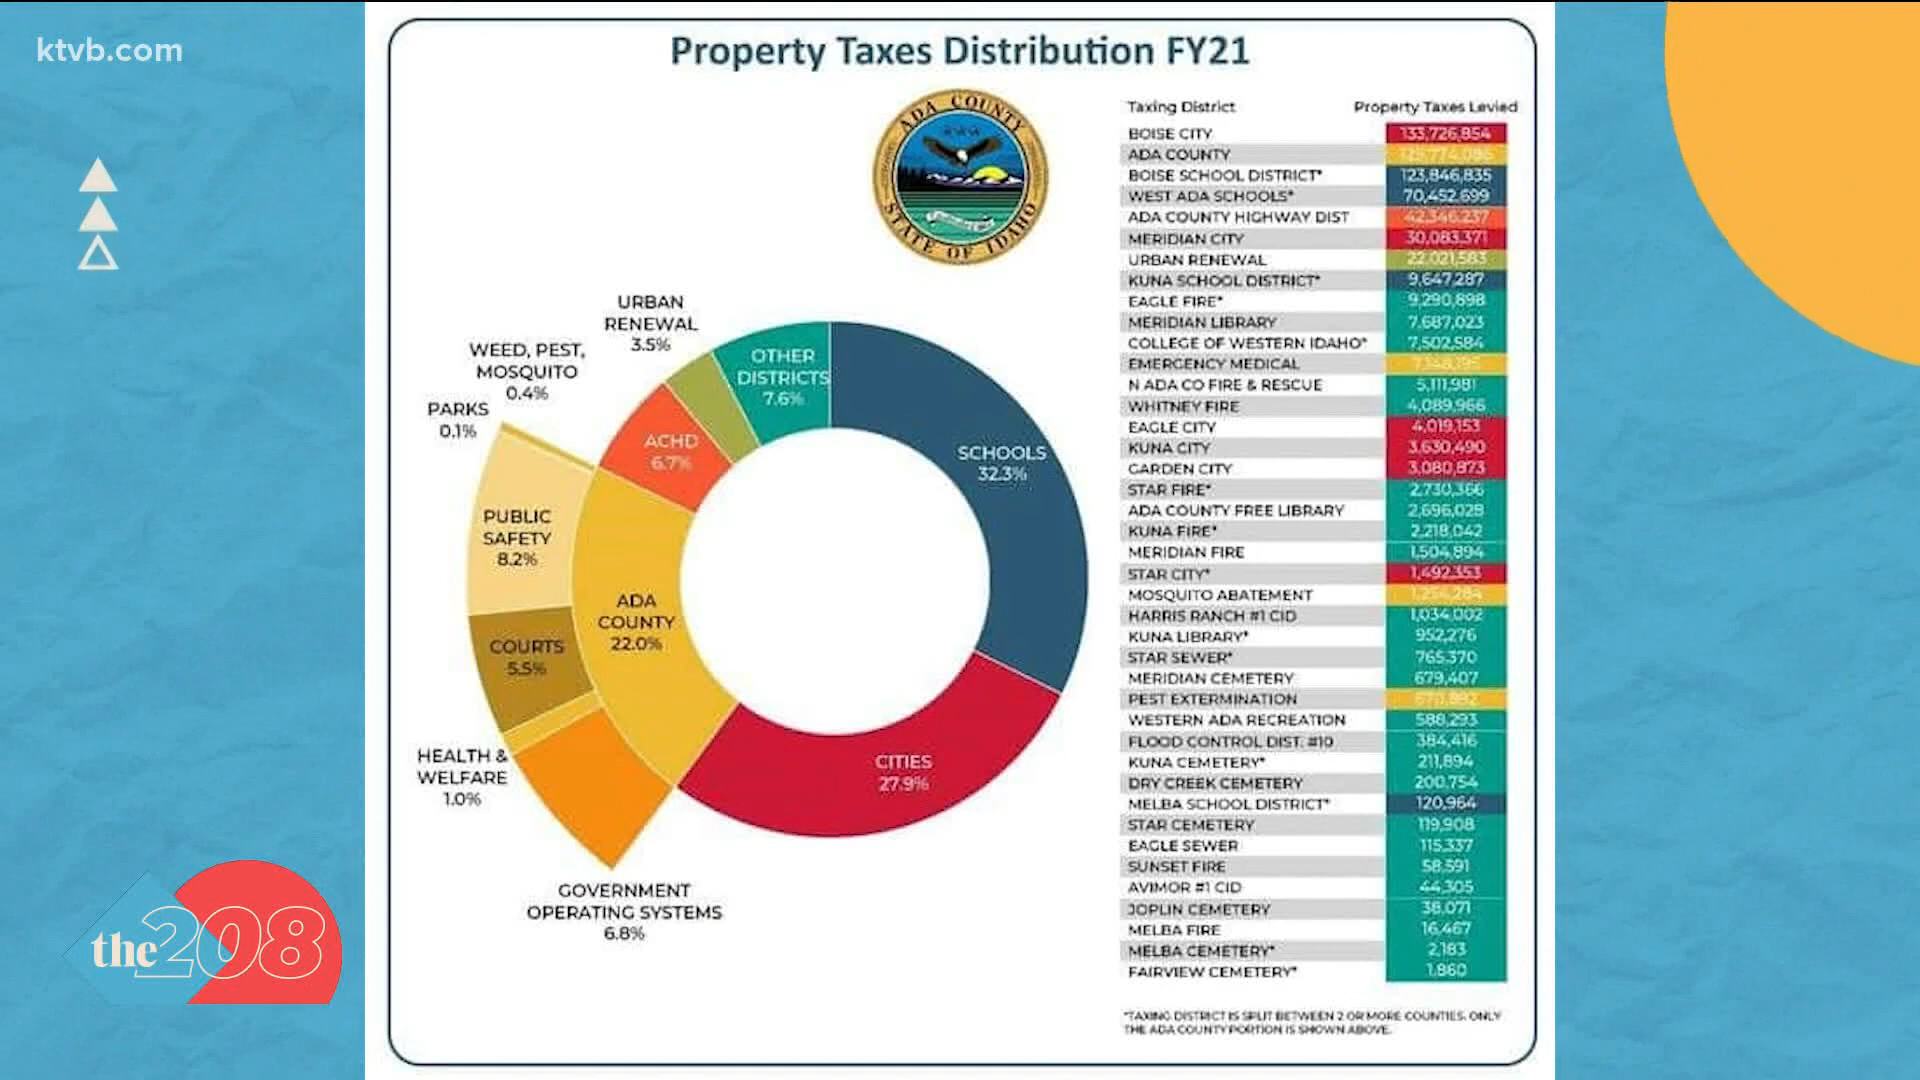 ktvb.com
Property Taxes Distribution FY21
ADA COUNTY
STATE OF IDAHO
Taxing District Property Taxes Levied
BOISE CITY 133,726,854
ADA COUNTY
BOISE SCHOOL DISTRICT* 123,846,835
WEST ADA SCHOOLS* 70,452,699
ADA COUNTY HIGHWAY DIST 42,346,237
MERIDIAN CITY 30,083,371
URBAN RENEWAL 22,021,583
KUNA SCHOOL DISTRICT* 9,647,287
EAGLE FIRE* 9,290,898
MERIDIAN LIBRARY 7,687,023
COLLEGE OF WESTERN IDAHO* 7,502,584
EMERGENCY MEDICAL
N ADA CO FIRE & RESCUE 5,111,981
WHITNEY FIRE 4,089,966
EAGLE CITY 4,019,153
KUNA CITY 3,630,490
GARDEN CITY 3,080,873
STAR FIRE* 2,730,366
ADA COUNTY FREE LIBRARY 2,696,028
KUNA FIRE* 2,218,042
MERIDIAN FIRE 1,504,894
STAR CITY* 1,492,353
MOSQUITO ABATEMENT
HARRIS RANCH #1 CID 1,034,002
KUNA LIBRARY* 952,276
STAR SEWER* 765,370
MERIDIAN CEMETERY 679,407
PEST EXTERMINATION
WESTERN ADA RECREATION 588,293
FLOOD CONTROL DIST. #10 384,416
KUNA CEMETERY* 211,894
DRY CREEK CEMETERY 200,754
MELBA SCHOOL DISTRICT* 120,964
STAR CEMETERY 119,908
EAGLE SEWER 115,337
SUNSET FIRE 58,591
AVIMOR #1 CID 44,305
JOPLIN CEMETERY 38,071
MELBA FIRE 16,467
MELBA CEMETERY* 2,183
FAIRVIEW CEMETERY* 1,860
*TAXING DISTRICT IS SPLIT BETWEEN 2 OR MORE COUNTIES. ONLY
THE ADA COUNTY PORTION IS SHOWN ABOVE.
URBAN
RENEWAL
3.5%
WEED, PEST,
MOSQUITO
0.4%
PARKS
0.1%
OTHER
DISTRICTS
7.6%
ACHD
6.7%
SCHOOLS
32.3%
PUBLIC
SAFETY
8.2%
ADA
COUNTY
22.0%
COURTS
5.5%
HEALTH &
WELFARE
1.0%
CITIES
27.9%
GOVERNMENT
OPERATING SYSTEMS
6.8%
the 208